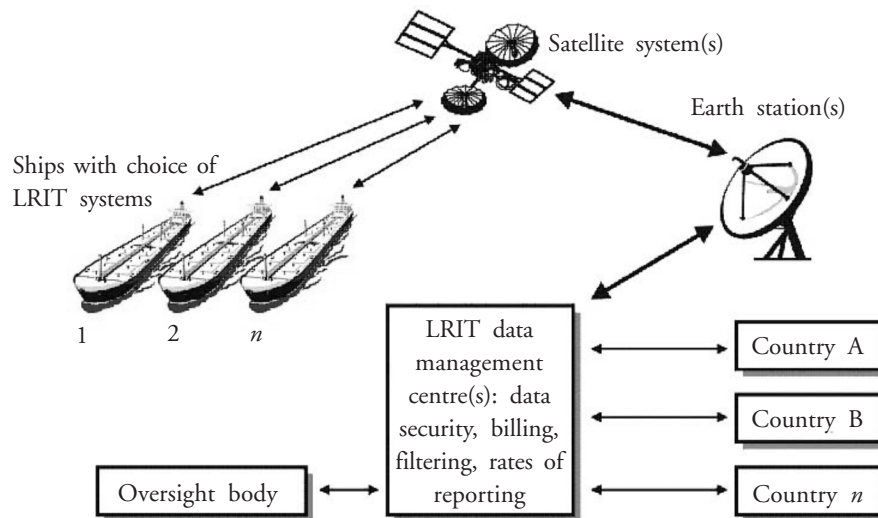 Satellite system(s)
Earth station(s)
Ships with choice of
LRIT systems
1 2 n
LRIT data
management
centre(s): data
security, billing,
filtering, rates of
reporting
Country A
Country B
Country n
Oversight body